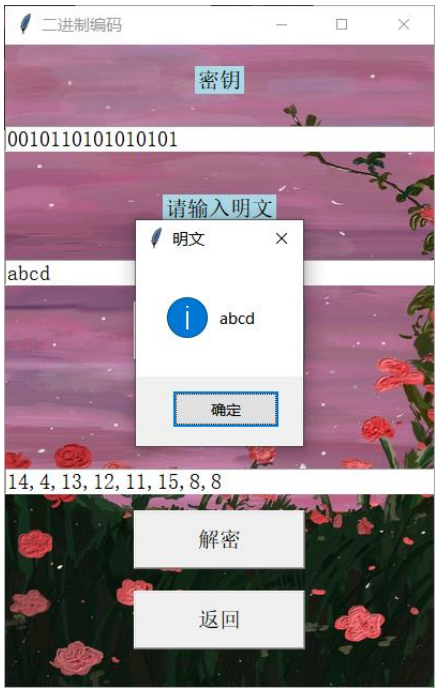 二进制编码
密钥
0010110101010101
请输入明文
明文
abcd
abcd
确定
14,4,13,12,11,15,8,8
解密
返回